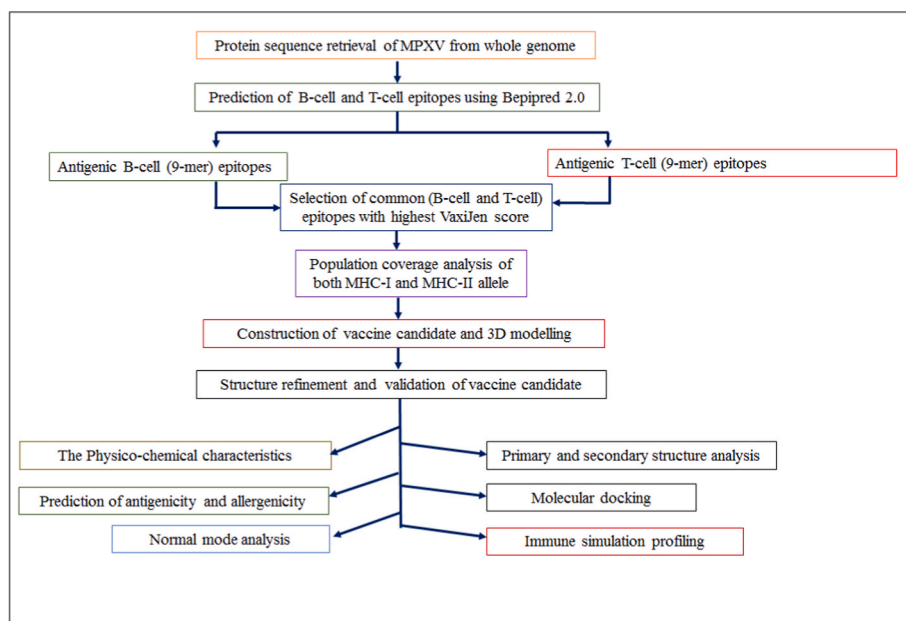 Protein sequence retrieval of MPXV from whole genome
Prediction of B-cell and T-cell epitopes using Bepipred 2.0
Antigenic B-cell (9-mer) epitopes
Antigenic T-cell (9-mer) epitopes
Selection of common (B-cell and T-cell)
epitopes with highest VaxiJen score
Population coverage analysis of
both MHC-I and MHC-II allele
Construction of vaccine candidate and 3D modelling
Structure refinement and validation of vaccine candidate
The Physico-chemical characteristics
Primary and secondary structure analysis
Prediction of antigenicity and allergenicity
Molecular docking
Normal mode analysis
Immune simulation profiling